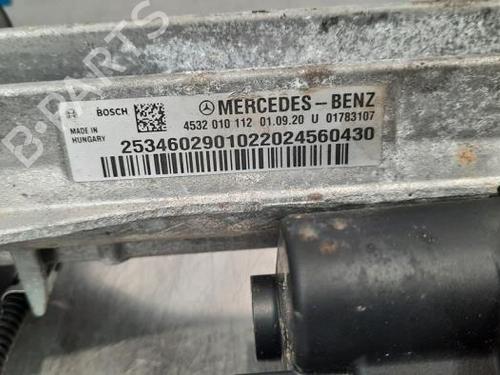 B-PARTS
BOSCH
MERCEDES-BENZ
MADE IN
HUNGARY
4532 010 112 01.09.20 U 01783107
2534602901022024560430